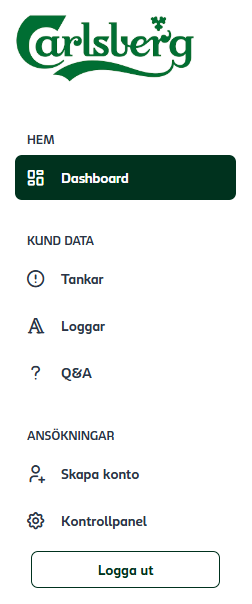 Carlsberg
HEM
Dashboard
KUND DATA
Tankar
Loggar
Q&A
ANSÖKNINGAR
Skapa konto
Kontrollpanel
Logga ut